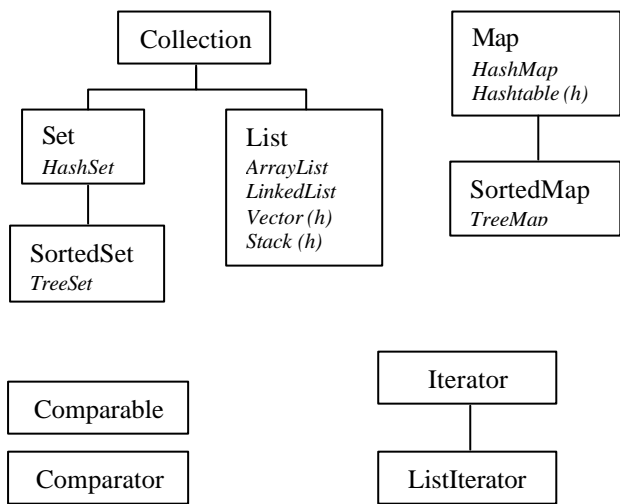 Collection
Map
HashMap
Hashtable (h)
Set
HashSet
List
ArrayList
LinkedList
Vector (h)
Stack (h)
SortedMap
TreeMap
SortedSet
TreeSet
Comparable
Comparator
Iterator
ListIterator